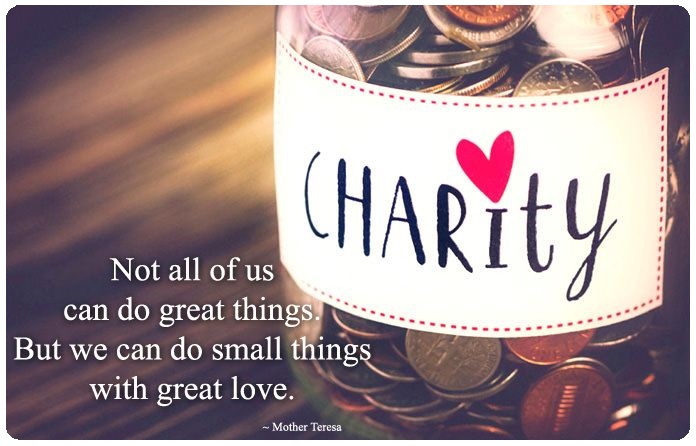 CHARity
Not all of us
can do great things.
But we can do small things
with great love.
~ Mother Teresa